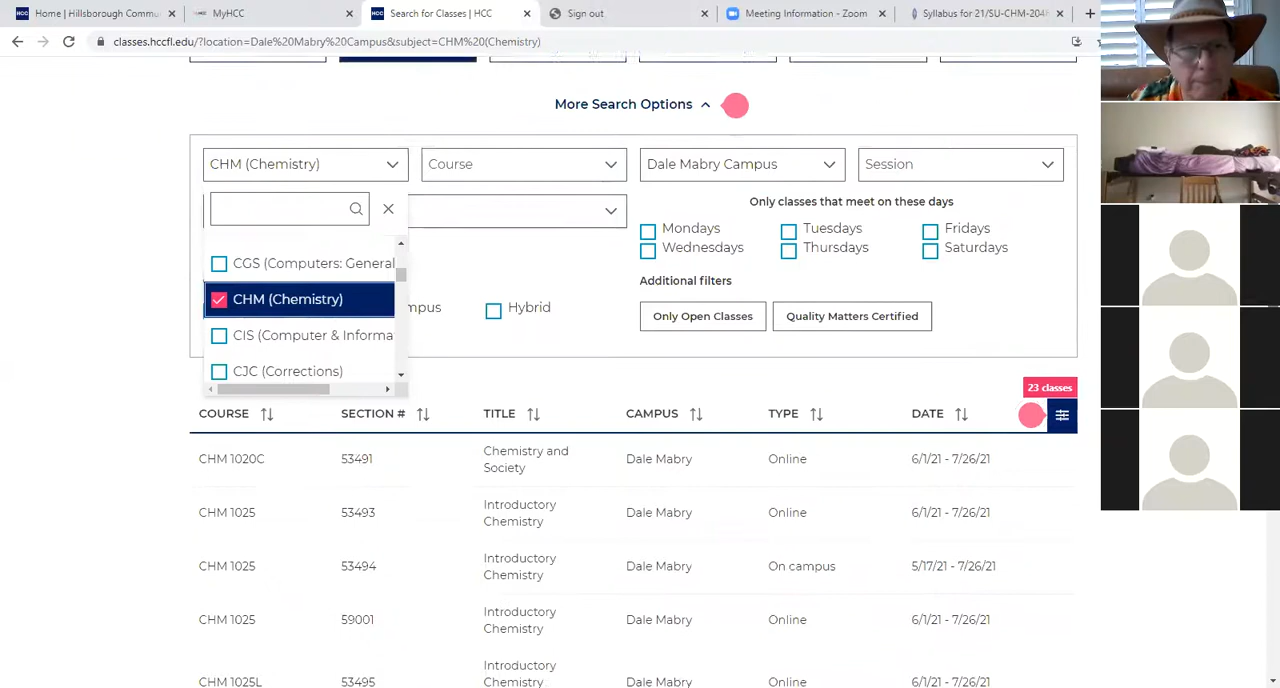 HCC Home | Hillsborough Commu
MyHCC
HCC Search for Classes | HCC
Sign out
Meeting Information - Zoom
Syllabus for 21/SU-CHM-204
classes.hccfl.edu/?location=Dale%20Mabry%20Campus&subject=CHM%20(Chemistry)
More Search Options
CHM (Chemistry)
Course
Dale Mabry Campus
Session
Only classes that meet on these days
Mondays
Tuesdays
Fridays
Wednesdays
Thursdays
Saturdays
CGS (Computers: General
CHM (Chemistry)
CIS (Computer & Informa
CJC (Corrections)
mpus
Hybrid
Additional filters
Only Open Classes
Quality Matters Certified
23 classes
COURSE SECTION # TITLE CAMPUS TYPE DATE
CHM 1020C 53491 Chemistry and Society Dale Mabry Online 6/1/21 - 7/26/21
CHM 1025 53493 Introductory Chemistry Dale Mabry Online 6/1/21 - 7/26/21
CHM 1025 53494 Introductory Chemistry Dale Mabry On campus 5/17/21 - 7/26/21
CHM 1025 59001 Introductory Chemistry Dale Mabry Online 6/1/21 - 7/26/21
CHM 1025L 53495 Introductory Chemistry Dale Mabry Online 6/1/21 - 7/26/21